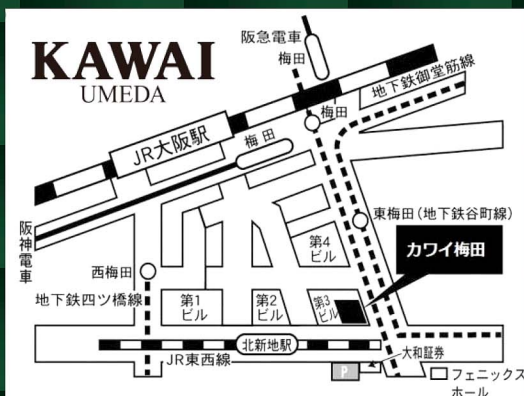 KAWAI
UMEDA
阪急電車
梅田
地下鉄御堂筋線
梅田
JR大阪駅
梅田
阪神電車
東梅田(地下鉄谷町線)
第4
ビル
カワイ梅田
西梅田
地下鉄四ツ橋線
第1
ビル
第2
ビル
第3
ビル
北新地駅
JR東西線
大和証券
P
フェニックス
ホール